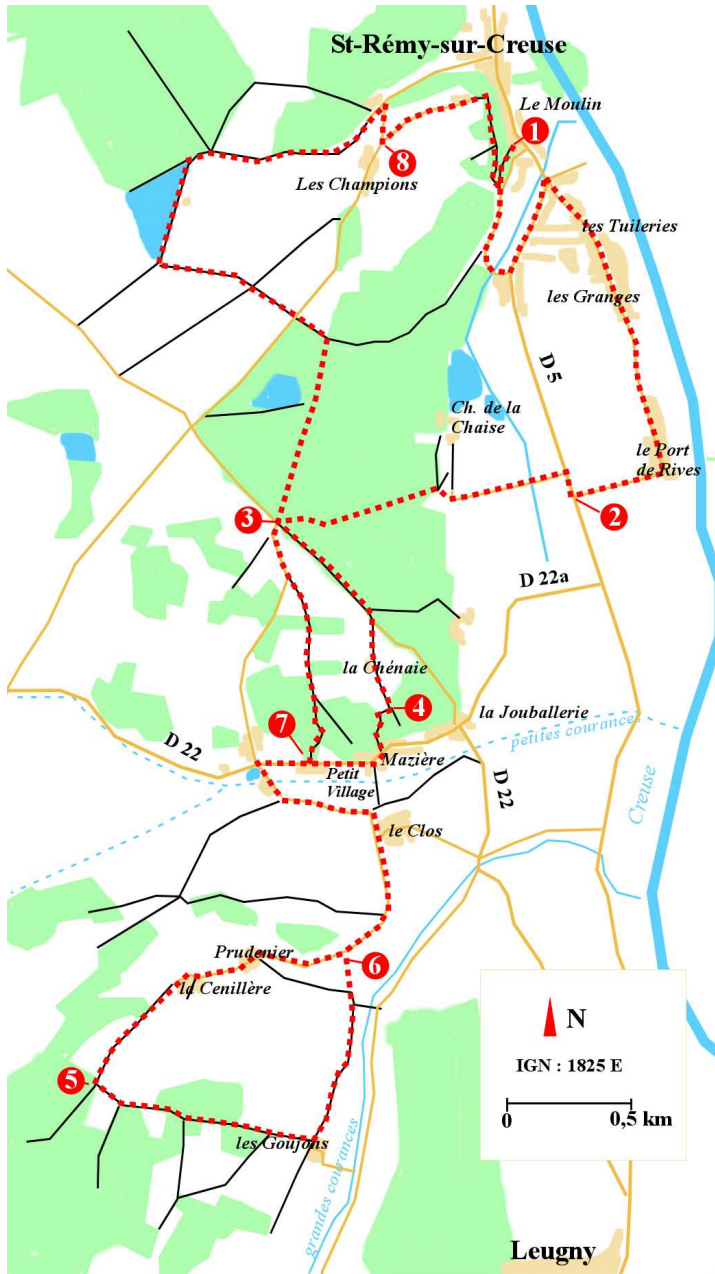 St-Rémy-sur-Creuse
Le Moulin
1
8
Les Champions
les Tuileries
les Granges
D 5
Ch. de la
Chaise
le Port
de Rives
3
2
D 22a
la Chénaie
4
la Jouballerie
7
petites courances
D 22
Mazière
Petit
Village
D 22
Creuse
le Clos
Prudenier
6
la Cenillère
N
IGN : 1825 E
5
0
0,5 km
les Goujons
grandes courances
Leugny